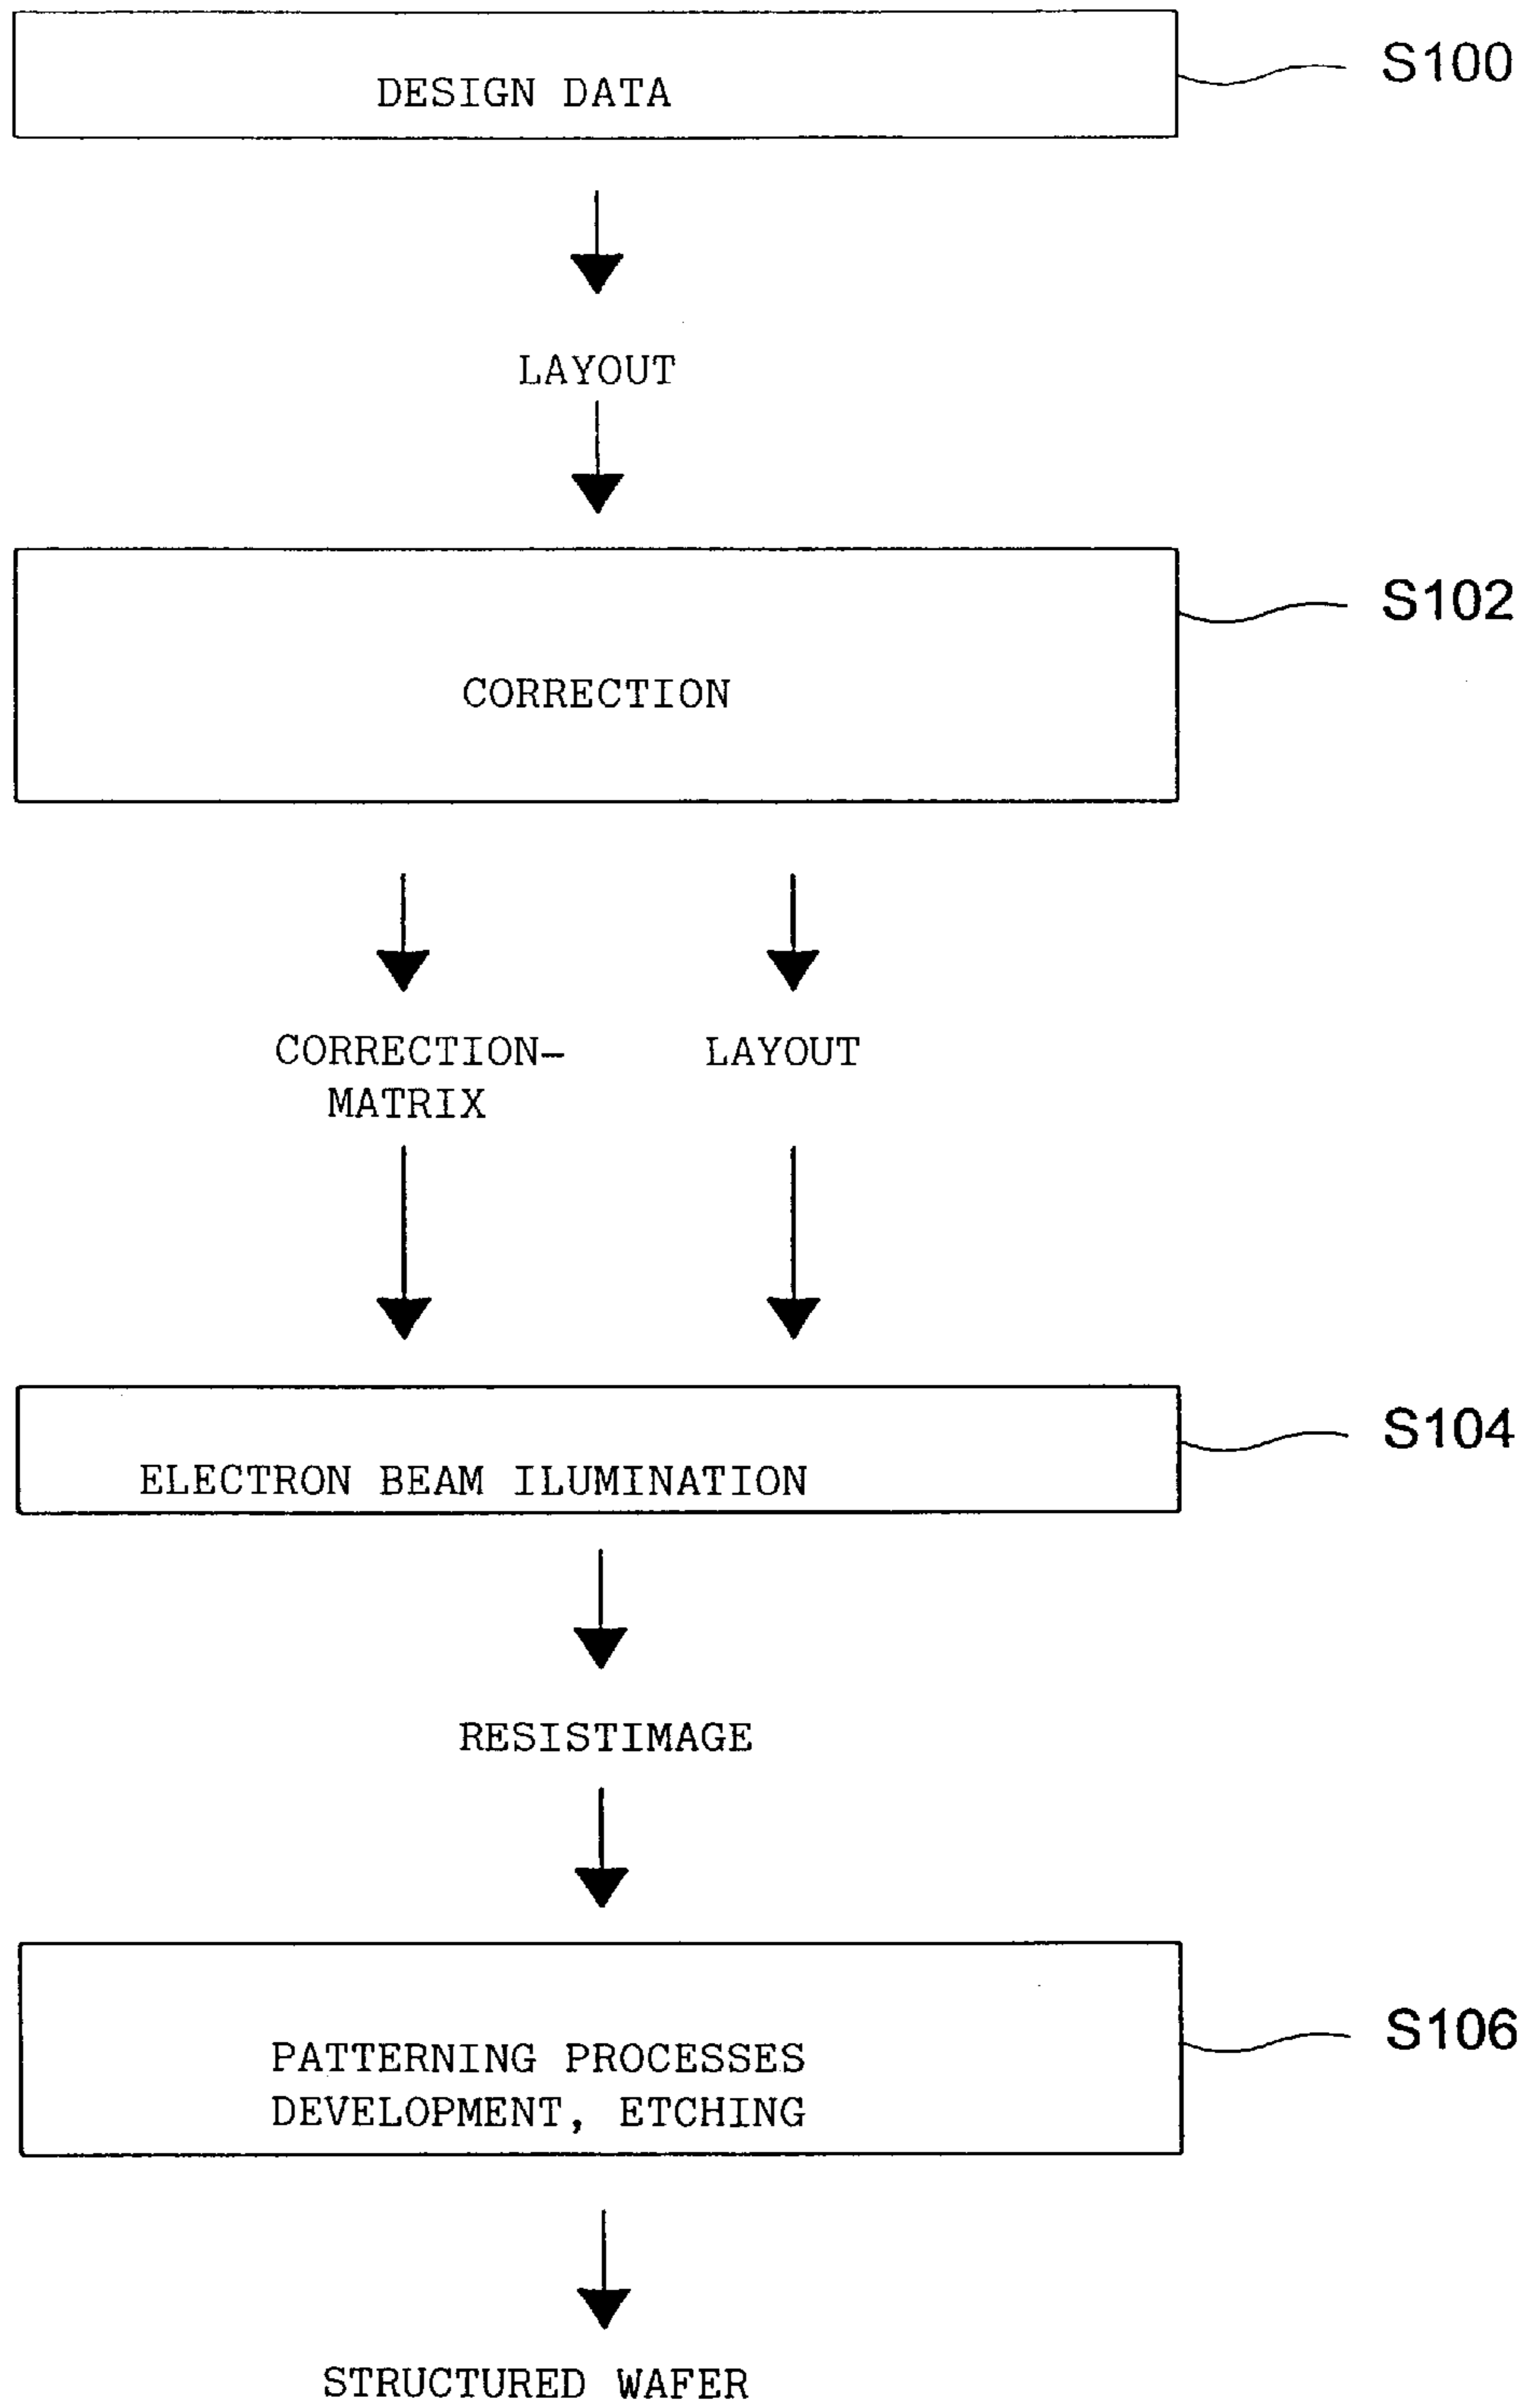 DESIGN DATA
S100
LAYOUT
S102
CORRECTION
CORRECTION-
MATRIX
LAYOUT
S104
ELECTRON BEAM ILUMINATION
RESISTIMAGE
S106
PATTERNING PROCESSES
DEVELOPMENT, ETCHING
STRUCTURED WAFER